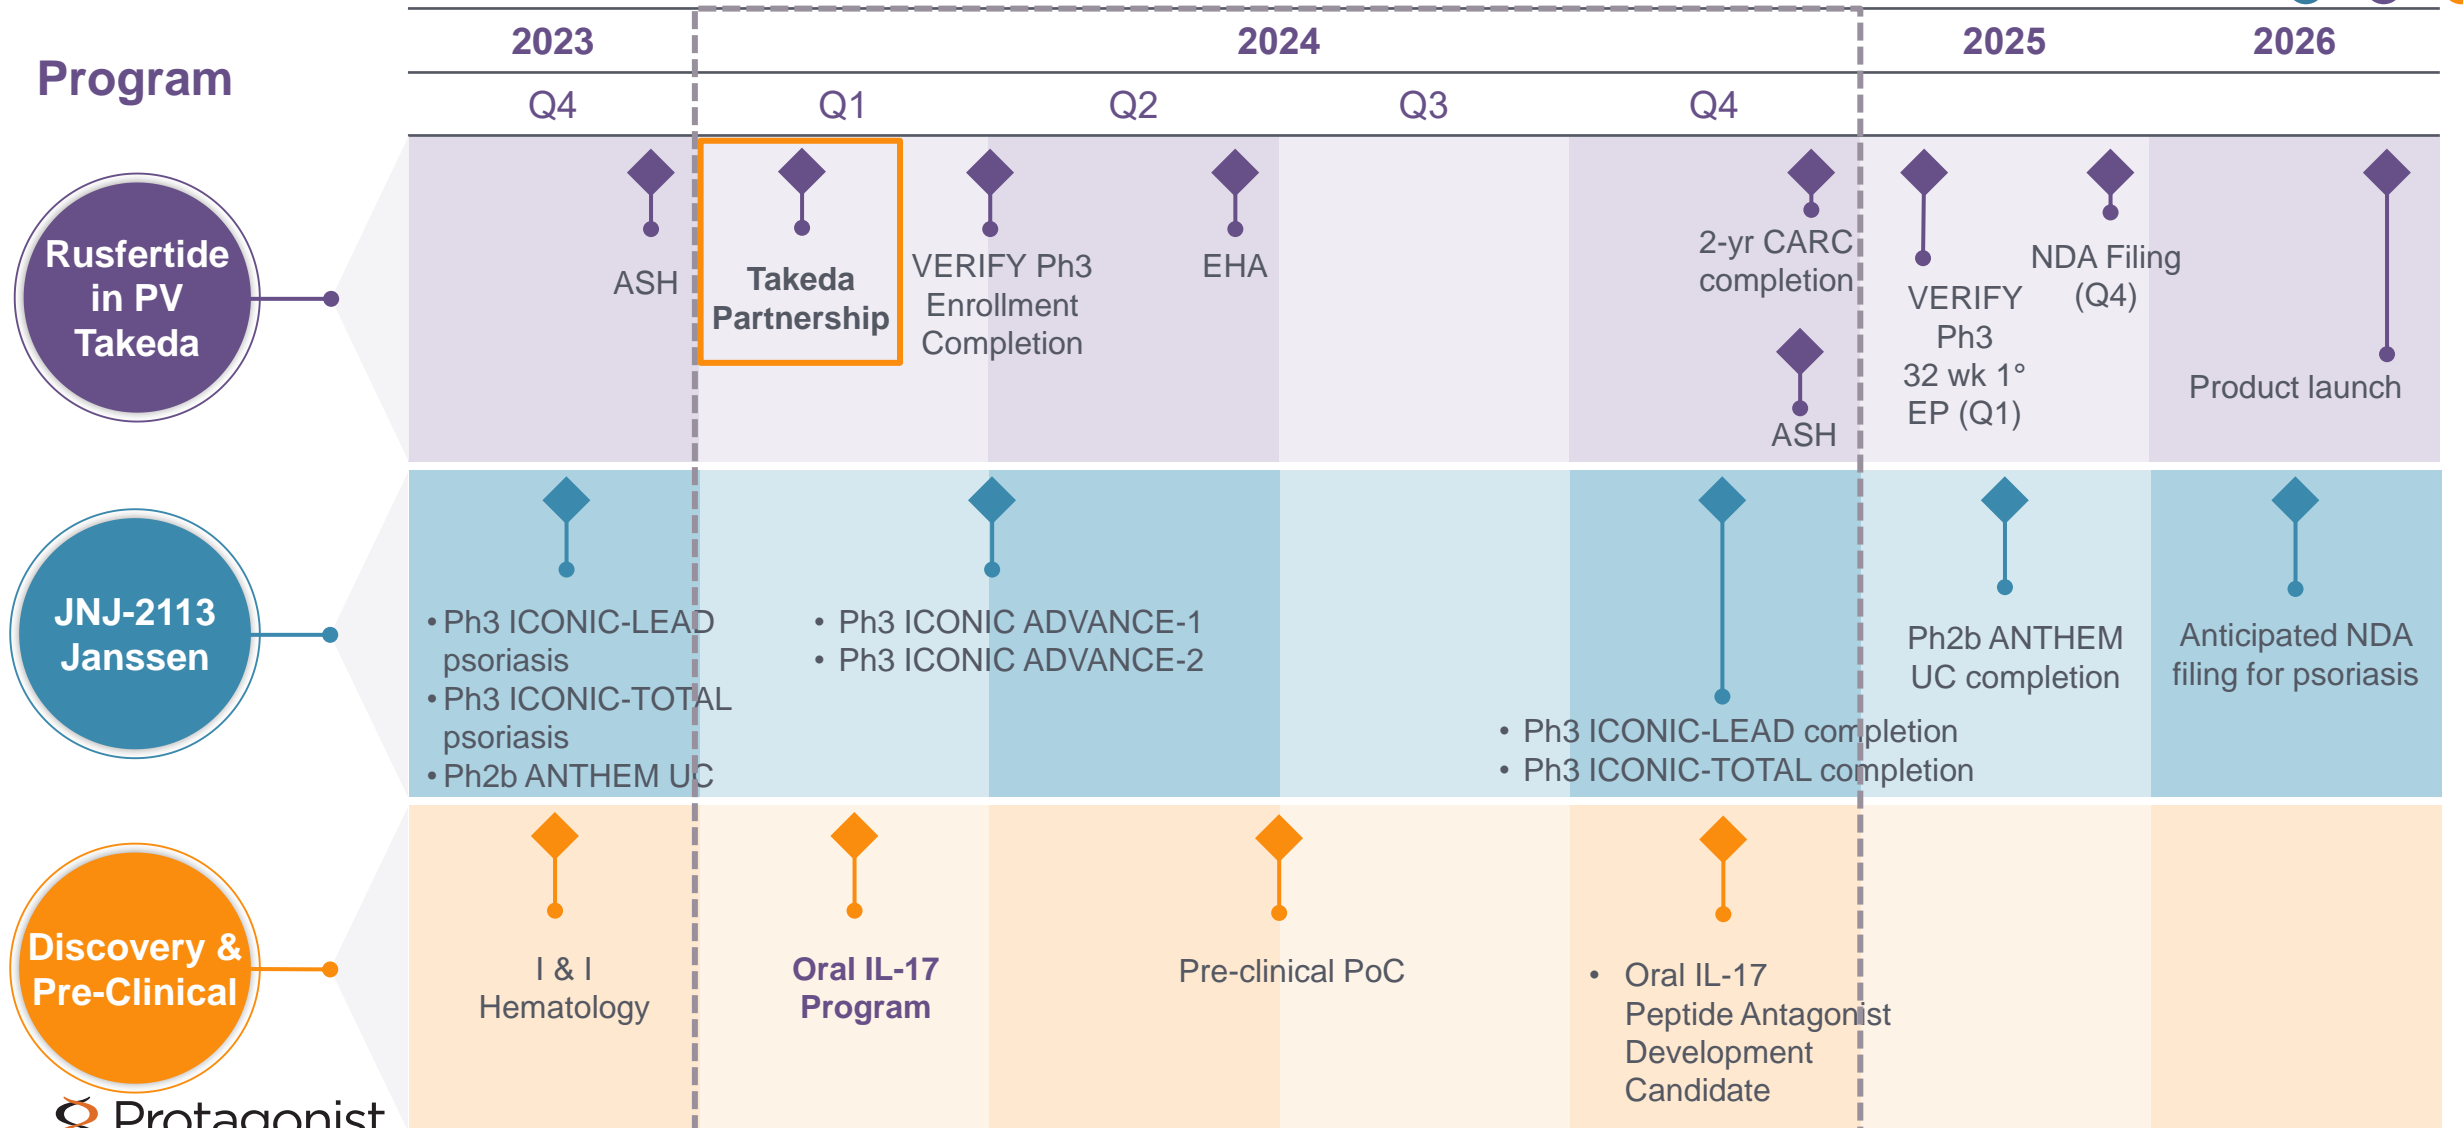 Program
2023
2024
2025
2026
Q4
Q1
Q2
Q3
Q4
Rusfertide
in PV
Takeda
ASH
Takeda
Partnership
VERIFY Ph3
Enrollment
Completion
EHA
2-yr CARC
completion
ASH
VERIFY
Ph3
32 wk 1°
EP (Q1)
NDA Filing
(Q4)
Product launch
JNJ-2113
Janssen
• Ph3 ICONIC-LEAD
psoriasis
• Ph3 ICONIC-TOTAL
psoriasis
• Ph2b ANTHEM UC
• Ph3 ICONIC ADVANCE-1
• Ph3 ICONIC ADVANCE-2
• Ph3 ICONIC-LEAD completion
• Ph3 ICONIC-TOTAL completion
Ph2b ANTHEM
UC completion
Anticipated NDA
filing for psoriasis
Discovery &
Pre-Clinical
I & I
Hematology
Oral IL-17
Program
Pre-clinical PoC
• Oral IL-17
Peptide Antagonist
Development
Candidate
Protagonist